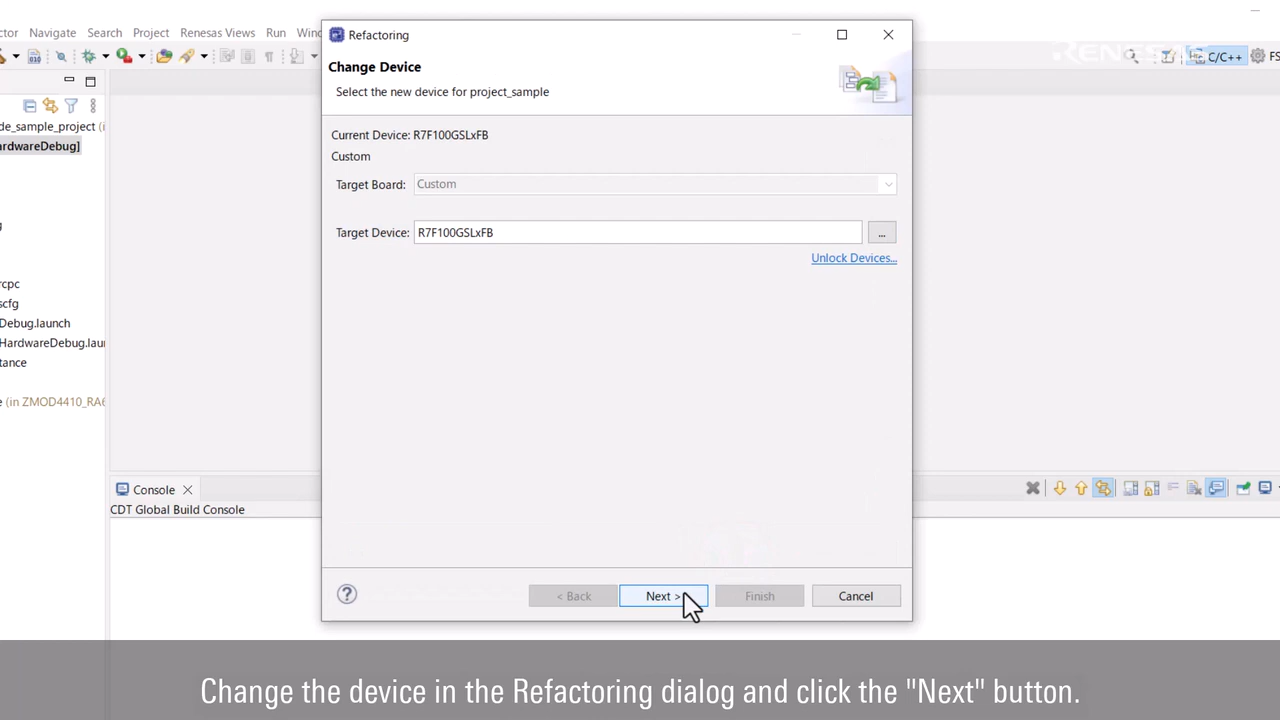 ctor Navigate Search Project Renesas Views Run Wind
RENESAS
C/C++ FS
Refactoring
Change Device
Select the new device for project_sample
Current Device: R7F100GSLxFB
Custom
Target Board: Custom
Target Device: R7F100GSLxFB ...
Unlock Devices...
de_sample_project (i
ardwareDebug]
g
rcpc
scfg
Debug.launch
HardwareDebug.lau
tance
e (in ZMOD4410_RA6
Console
CDT Global Build Console
< Back Next > Finish Cancel
Change the device in the Refactoring dialog and click the "Next" button.